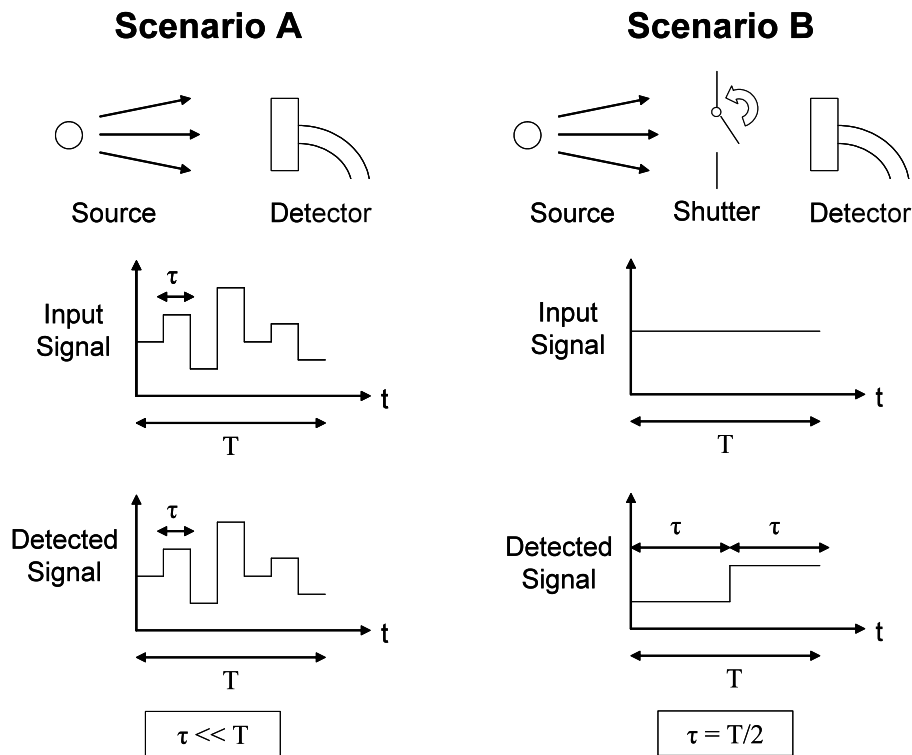 Scenario A
Scenario B
Source
Detector
Source
Shutter
Detector
τ
Input
Signal
t
T
Input
Signal
t
T
τ
Detected
Signal
t
T
τ
τ
Detected
Signal
t
T
τ << T
τ = T/2